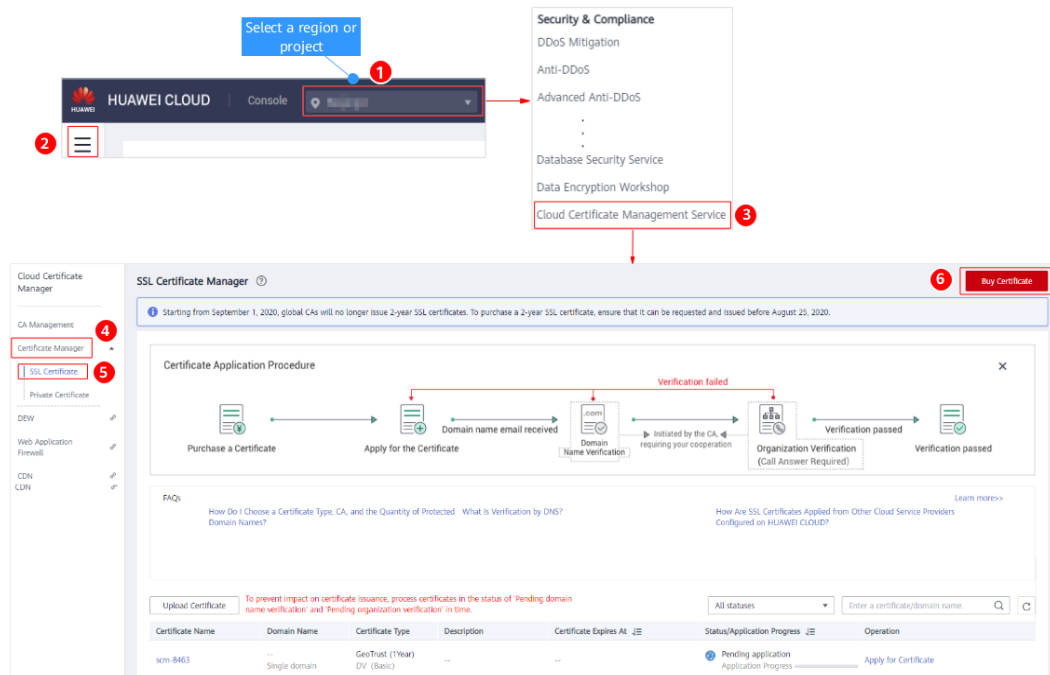 Select a region or
project
1
HUAWEI
HUAWEI CLOUD
Console
2
Security & Compliance
DDoS Mitigation
Anti-DDoS
Advanced Anti-DDoS
.
.
.
Database Security Service
Data Encryption Workshop
Cloud Certificate Management Service
3
Cloud Certificate
Manager
CA Management
4
Certificate Manager
SSL Certificate
5
Private Certificate
DEW
Web Application
Firewall
CDN
CDN
SSL Certificate Manager ?
6
Buy Certificate
Starting from September 1, 2020, global CAs will no longer issue 2-year SSL certificates. To purchase a 2-year SSL certificate, ensure that it can be requested and issued before August 25, 2020.
Certificate Application Procedure
Verification failed
.com
¥
Purchase a Certificate
Apply for the Certificate
Domain name email received
Domain
Name Verification
Initiated by the CA,
requiring your cooperation
Organization Verification
(Call Answer Required)
Verification passed
Verification passed
FAQs
Learn more>>
How Do I Choose a Certificate Type, CA, and the Quantity of Protected
Domain Names?
What Is Verification by DNS?
How Are SSL Certificates Applied from Other Cloud Service Providers
Configured on HUAWEI CLOUD?
Upload Certificate
To prevent impact on certificate issuance, process certificates in the status of 'Pending domain
name verification' and 'Pending organization verification' in time.
All statuses
Enter a certificate/domain name.
Certificate Name
Domain Name
Certificate Type
Description
Certificate Expires At
Status/Application Progress
Operation
scm-8463
--
Single domain
GeoTrust (1Year)
DV (Basic)
--
--
Pending application
Application Progress
Apply for Certificate